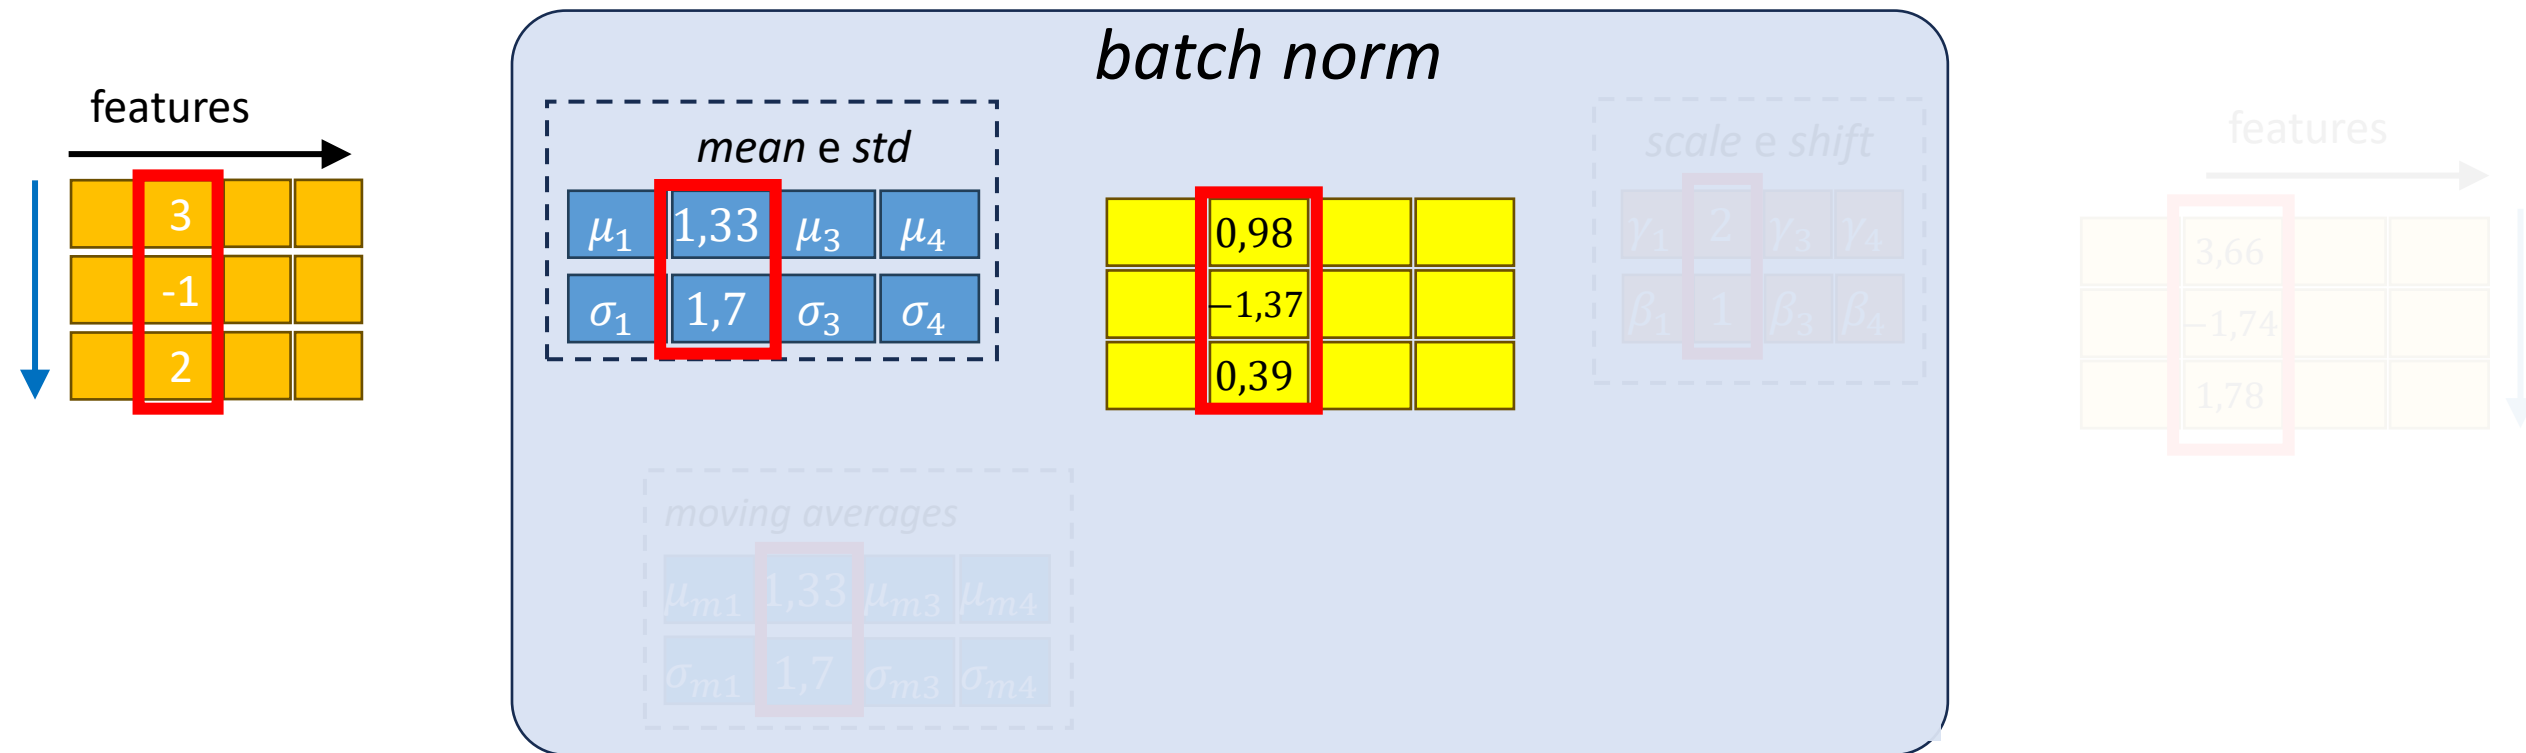 batch norm
features
mean e std
3
-1
2
μ1 1,33 μ3 μ4
σ1 1,7 σ3 σ4
0,98
−1,37
0,39
scale e shift
γ1 2 γ3 γ4
β1 1 β3 β4
features
3,66
−1,74
1,78
moving averages
μm1 1,33 μm3 μm4
σm1 1,7 σm3 σm4